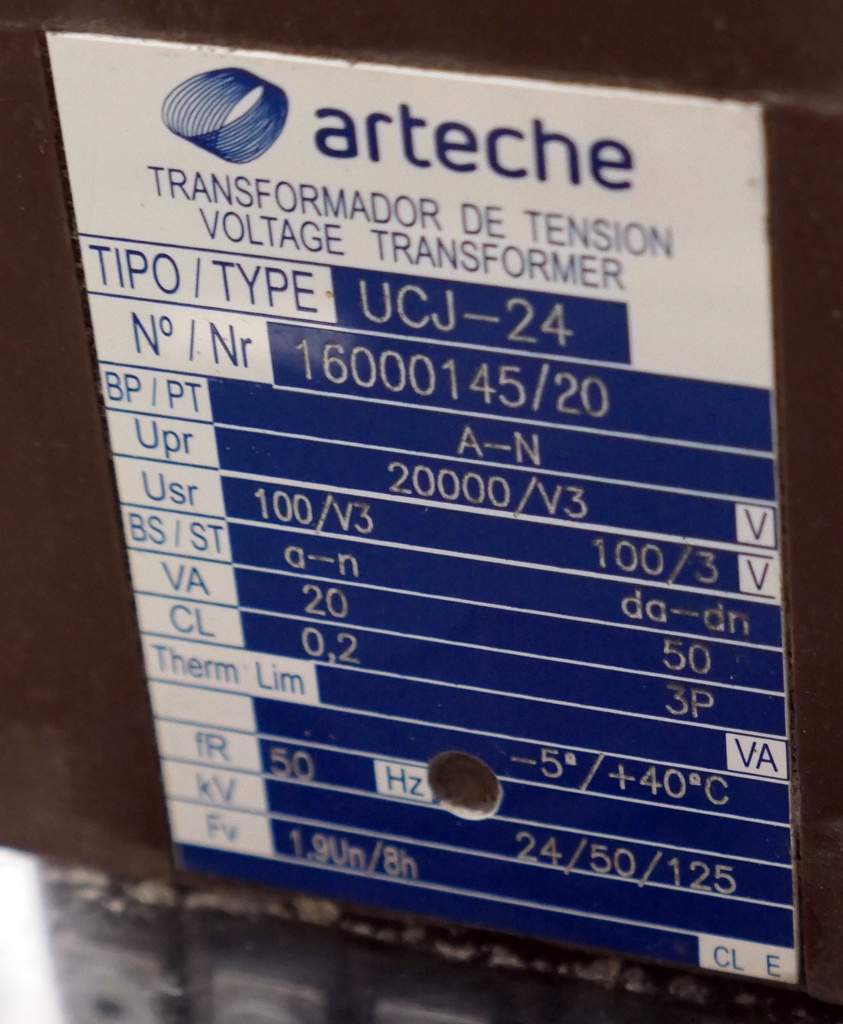 arteche
TRANSFORMADOR DE TENSION
VOLTAGE TRANSFORMER
TIPO / TYPE UCJ-24
Nº / Nr 16000145/20
BP / PT A-N
Upr 20000/V3 V
Usr 100/V3 100/3 V
BS / ST a-n da-dn
VA 20 50
CL 0,2 3P
Therm Lim VA
fR 50 Hz -5ª/+40ªC
kV 24/50/125
Fv 1.9Un/8h
CL E